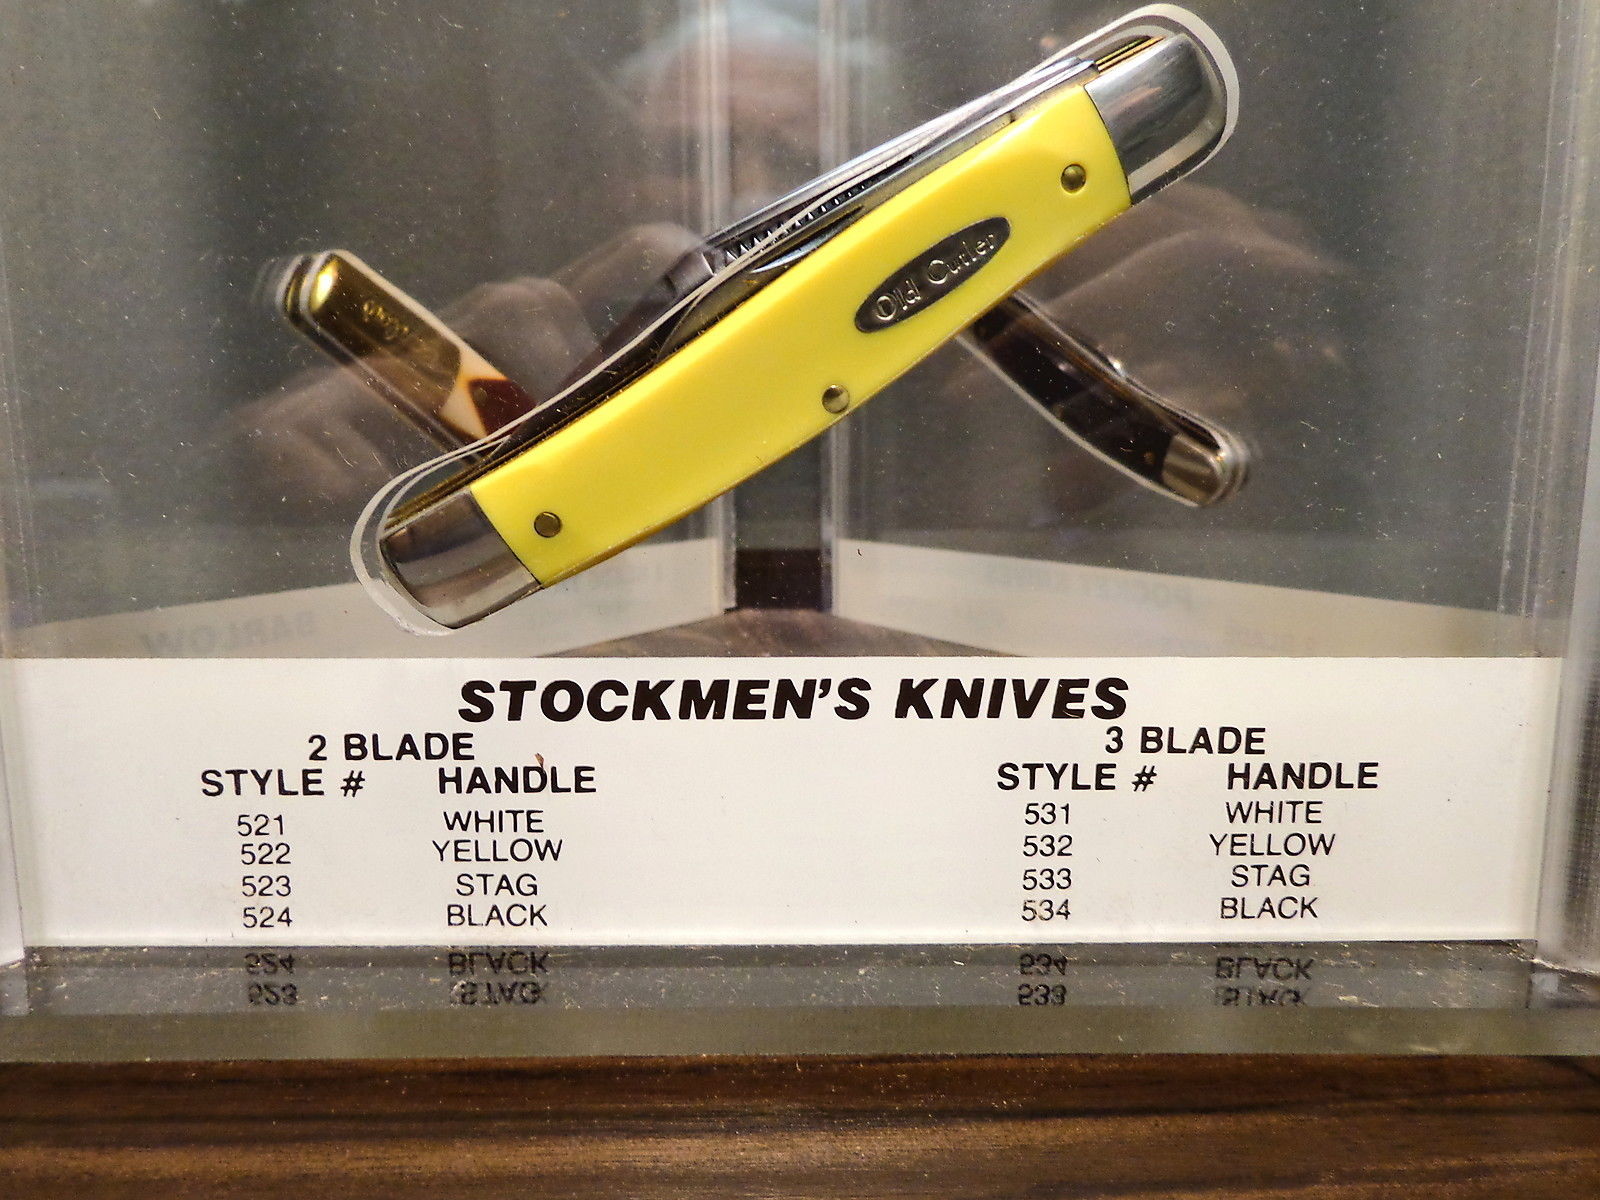 Old Cutler
STOCKMEN'S KNIVES
2 BLADE 3 BLADE
STYLE # HANDLE STYLE # HANDLE
521 WHITE 531 WHITE
522 YELLOW 532 YELLOW
523 STAG 533 STAG
524 BLACK 534 BLACK
BARLOW